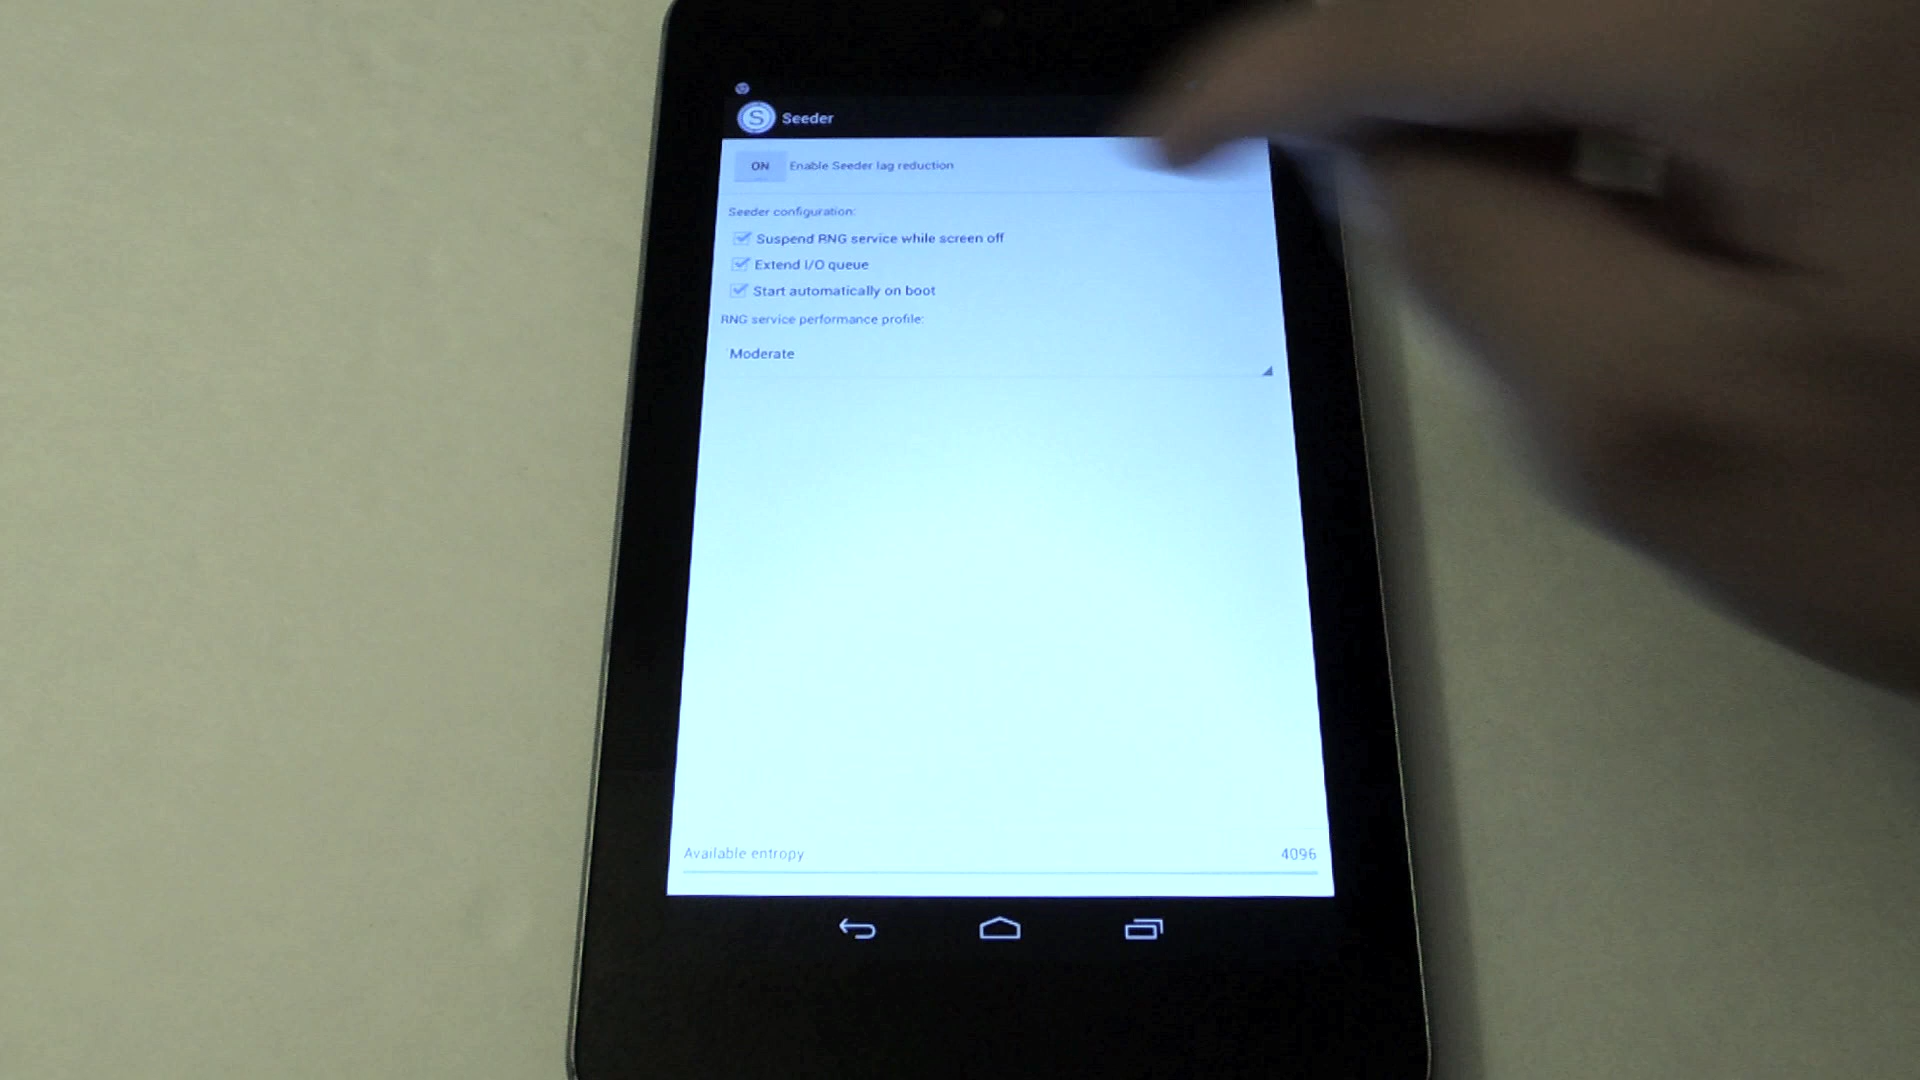 S Seeder
ON Enable Seeder lag reduction
Seeder configuration:
Suspend RNG service while screen off
Extend I/O queue
Start automatically on boot
RNG service performance profile:
Moderate
Available entropy 4096